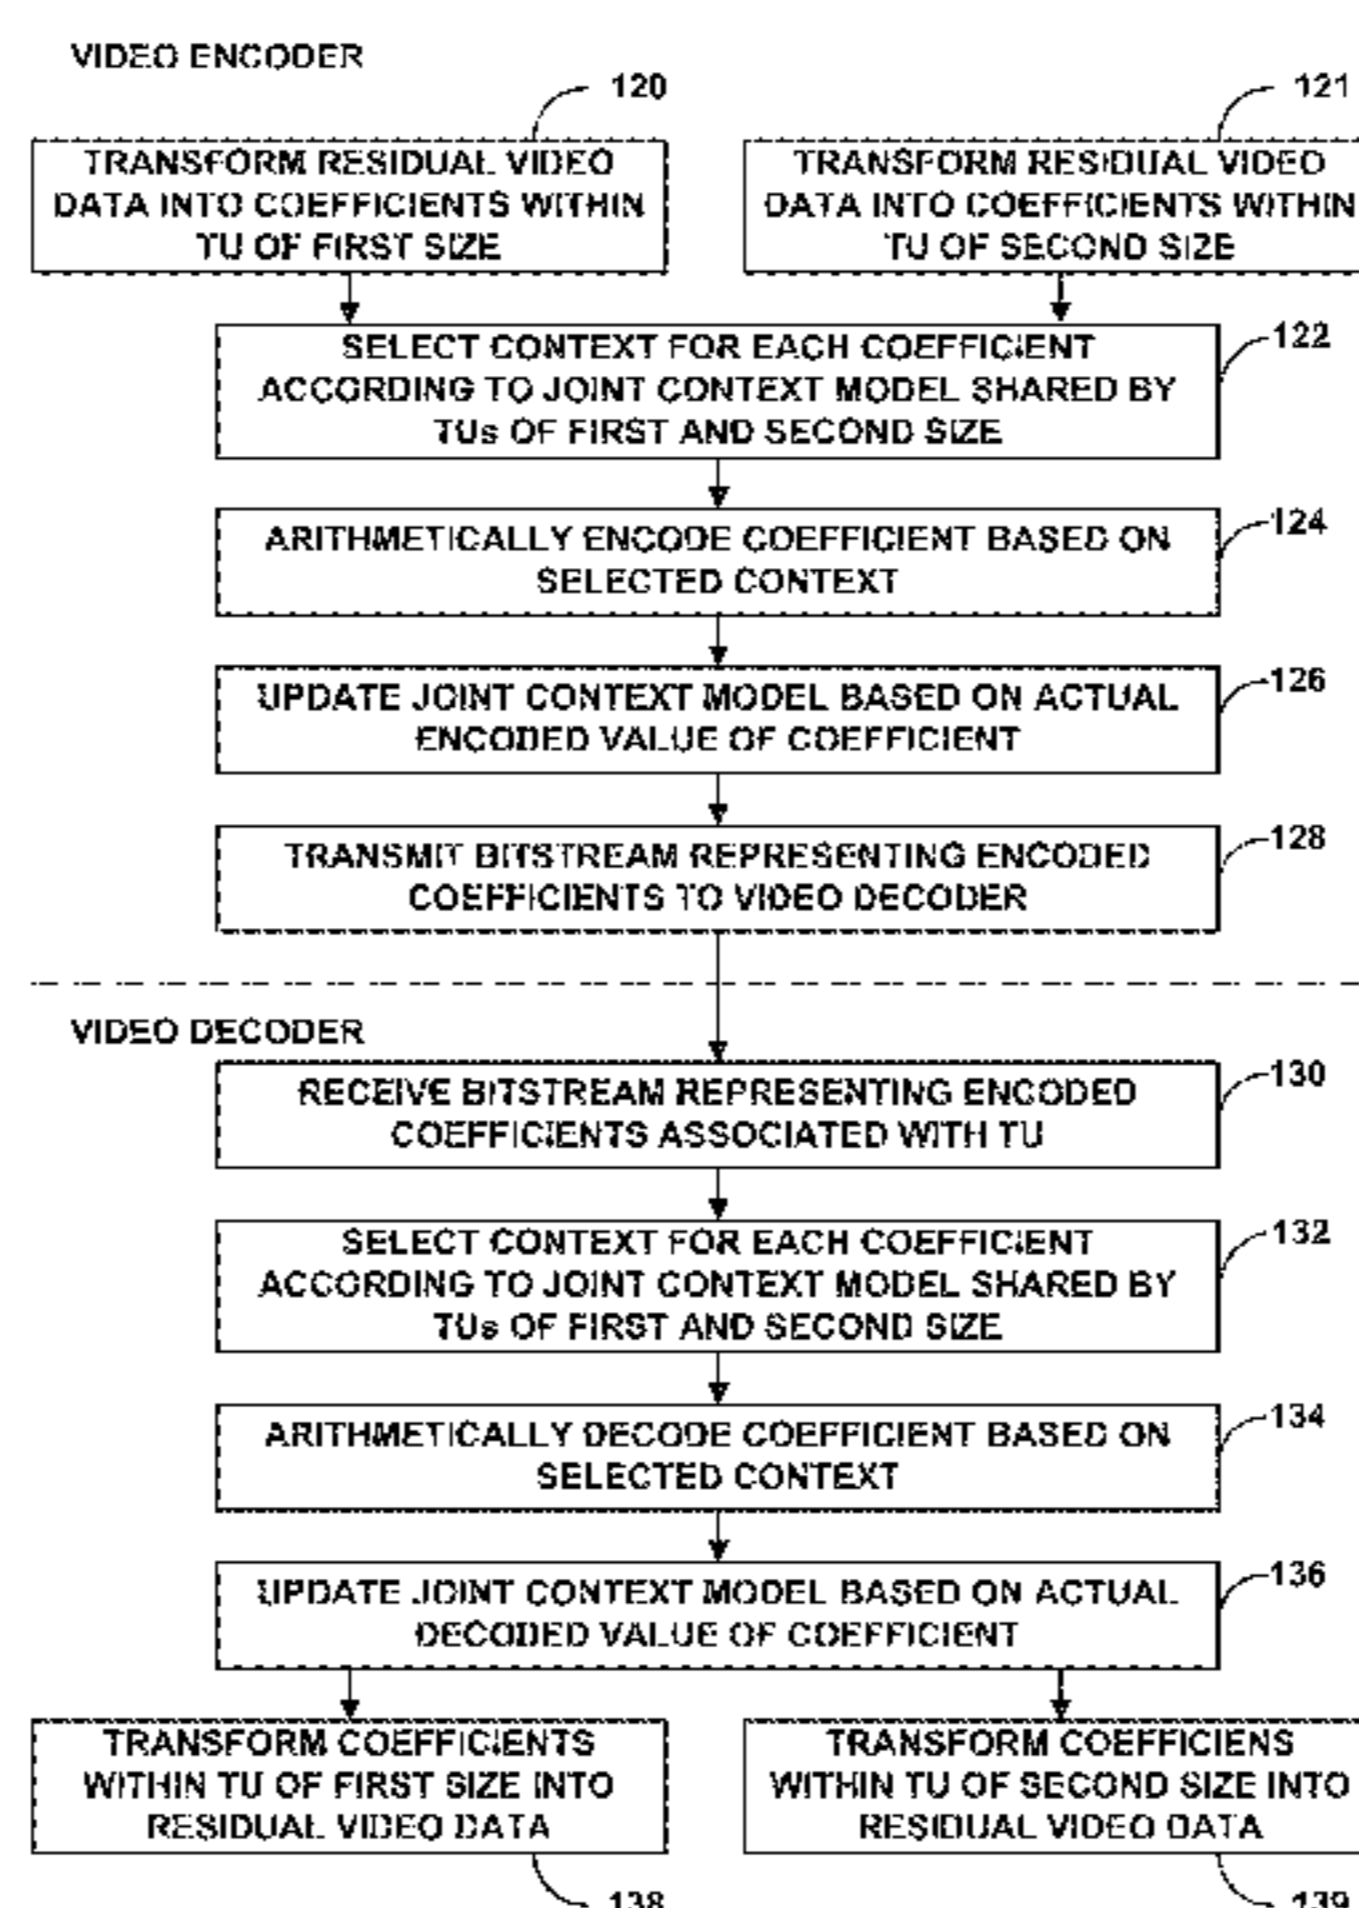 VIDEO ENCODER
120
121
TRANSFORM RESIDUAL VIDEO
DATA INTO COEFFICIENTS WITHIN
TU OF FIRST SIZE
TRANSFORM RESIDUAL VIDEO
DATA INTO COEFFICIENTS WITHIN
TU OF SECOND SIZE
SELECT CONTEXT FOR EACH COEFFICIENT
ACCORDING TO JOINT CONTEXT MODEL SHARED BY
TUs OF FIRST AND SECOND SIZE
122
ARITHMETICALLY ENCODE COEFFICIENT BASED ON
SELECTED CONTEXT
124
UPDATE JOINT CONTEXT MODEL BASED ON ACTUAL
ENCODED VALUE OF COEFFICIENT
126
TRANSMIT BITSTREAM REPRESENTING ENCODED
COEFFICIENTS TO VIDEO DECODER
128
VIDEO DECODER
RECEIVE BITSTREAM REPRESENTING ENCODED
COEFFICIENTS ASSOCIATED WITH TU
130
SELECT CONTEXT FOR EACH COEFFICIENT
ACCORDING TO JOINT CONTEXT MODEL SHARED BY
TUs OF FIRST AND SECOND SIZE
132
ARITHMETICALLY DECODE COEFFICIENT BASED ON
SELECTED CONTEXT
134
UPDATE JOINT CONTEXT MODEL BASED ON ACTUAL
DECODED VALUE OF COEFFICIENT
136
TRANSFORM COEFFICIENTS
WITHIN TU OF FIRST SIZE INTO
RESIDUAL VIDEO DATA
TRANSFORM COEFFICIENS
WITHIN TU OF SECOND SIZE INTO
RESIDUAL VIDEO DATA
138
139